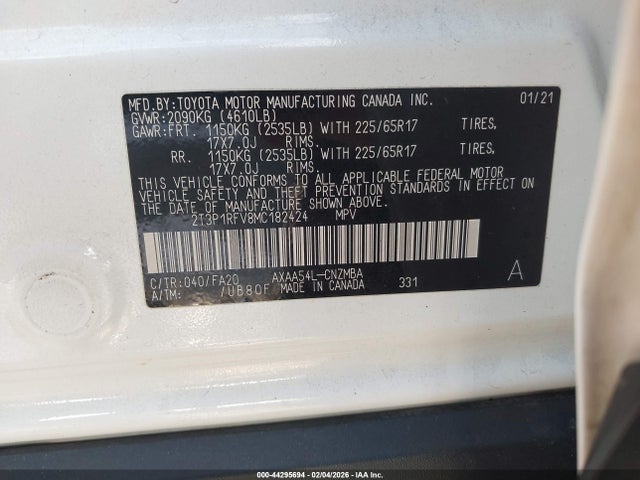 MFD.BY:TOYOTA MOTOR MANUFACTURING CANADA INC. 01/21
GVWR:2090KG (4610LB)
GAWR:FRT. 1150KG (2535LB) WITH 225/65R17 TIRES,
17X7.0J RIMS.
RR. 1150KG (2535LB) WITH 225/65R17 TIRES,
17X7.0J RIMS.
THIS VEHICLE CONFORMS TO ALL APPLICABLE FEDERAL MOTOR
VEHICLE SAFETY AND THEFT PREVENTION STANDARDS IN EFFECT ON
THE DATE OF MANUFACTURE SHOWN ABOVE.
2T3P1RFV8MC182424 MPV
C/TR:040/FA20 AXAA54L-CNZMBA
A/TM: /UB80F MADE IN CANADA 331 A
000-44295694 - 02/04/2026 - IAA Inc.